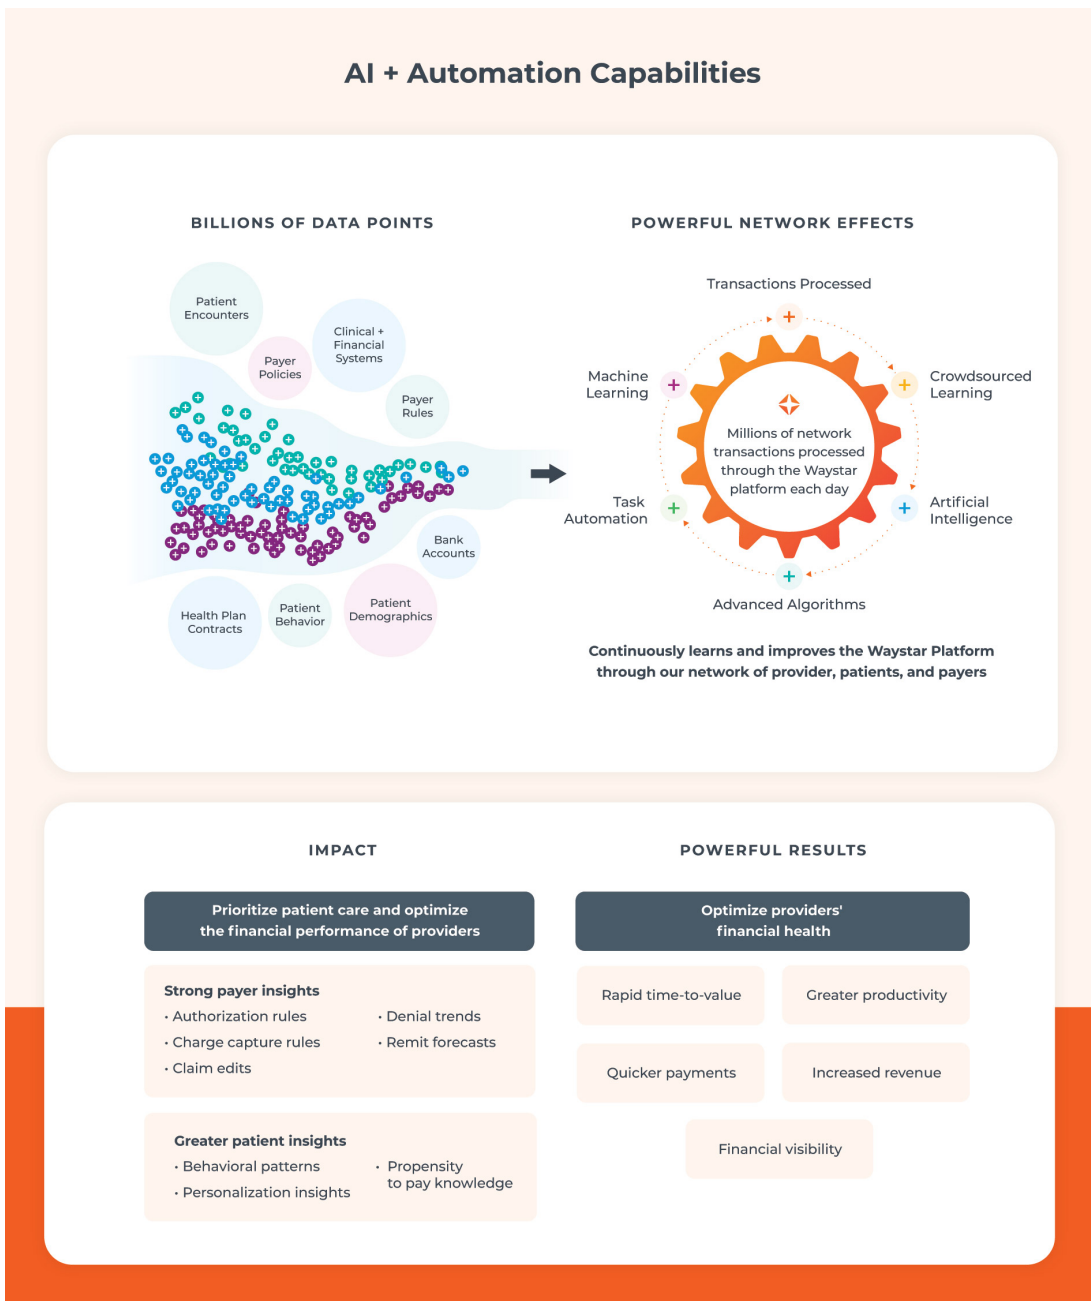 AI + Automation Capabilities
BILLIONS OF DATA POINTS
Patient
Encounters
Payer
Policies
Clinical +
Financial
Systems
Payer
Rules
Bank
Accounts
Health Plan
Contracts
Patient
Behavior
Patient
Demographics
POWERFUL NETWORK EFFECTS
Transactions Processed
Machine
Learning
Crowdsourced
Learning
Millions of network
transactions processed
through the Waystar
platform each day
Task
Automation
Artificial
Intelligence
Advanced Algorithms
Continuously learns and improves the Waystar Platform
through our network of provider, patients, and payers
IMPACT
Prioritize patient care and optimize
the financial performance of providers
Strong payer insights
• Authorization rules
• Charge capture rules
• Claim edits
• Denial trends
• Remit forecasts
Greater patient insights
• Behavioral patterns
• Personalization insights
• Propensity
to pay knowledge
POWERFUL RESULTS
Optimize providers'
financial health
Rapid time-to-value
Greater productivity
Quicker payments
Increased revenue
Financial visibility